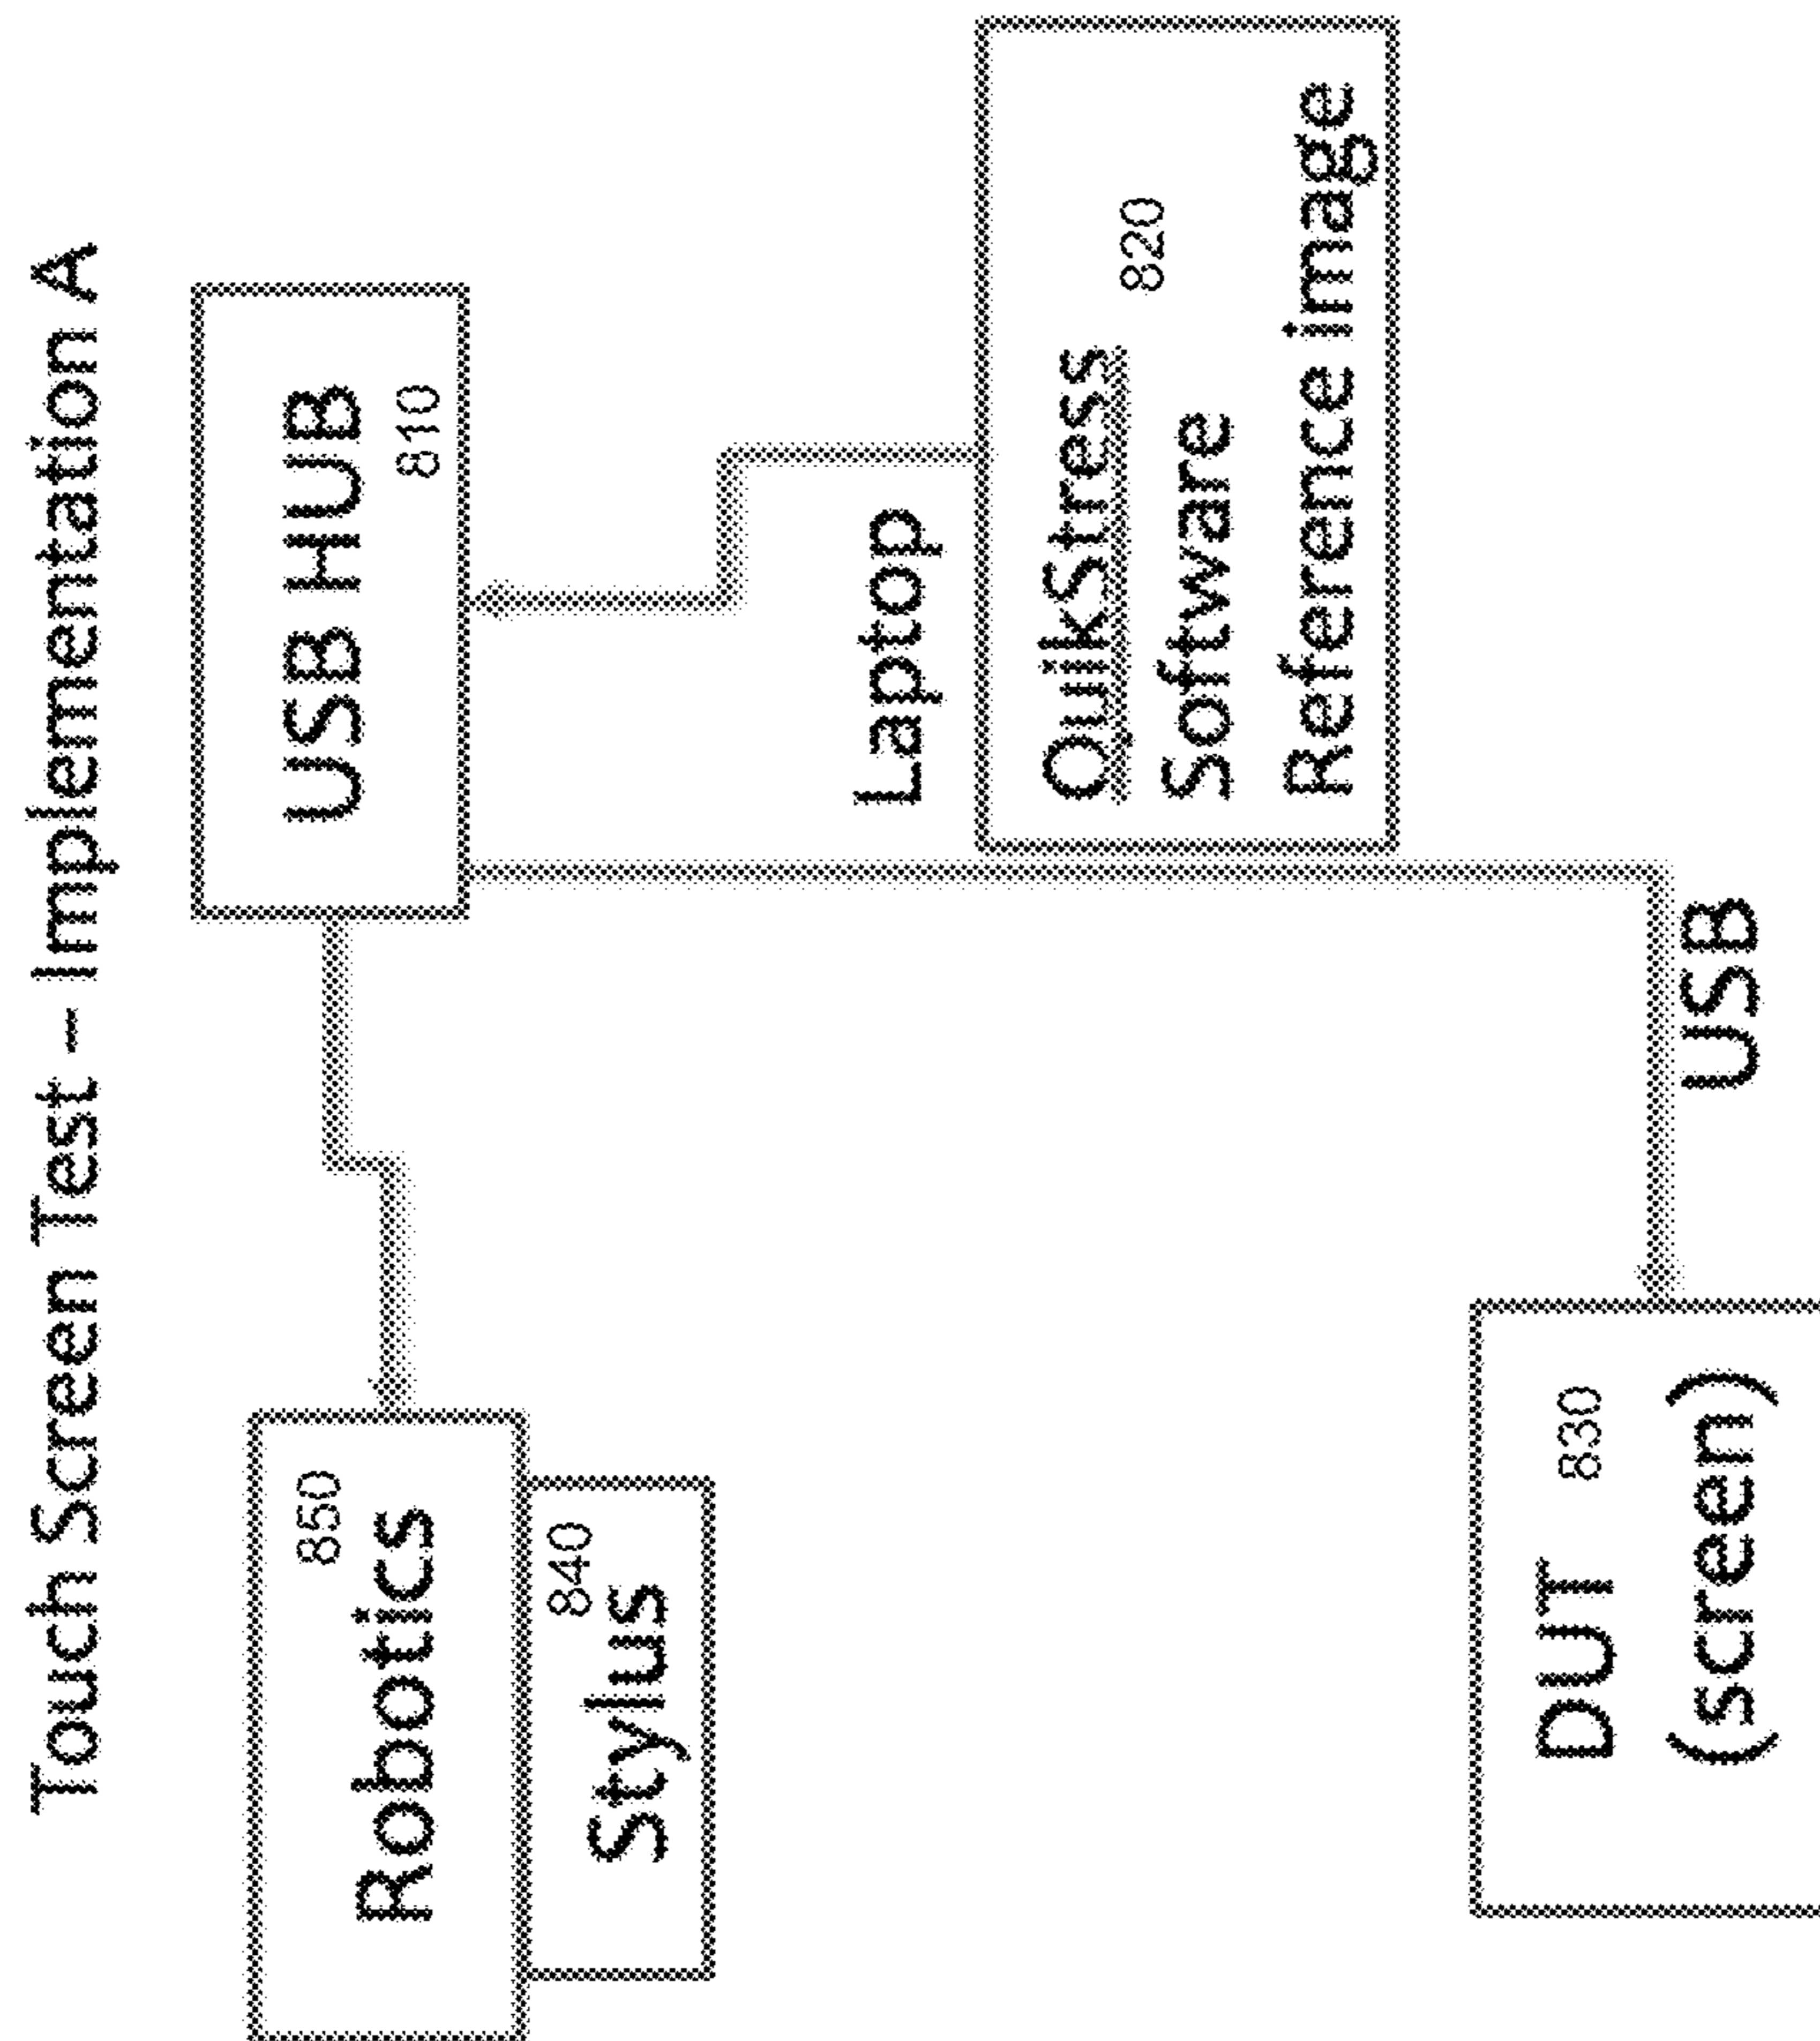 Touch Screen Test – Implementation A
850
Robotics
840
Stylus
USB HUB
810
Laptop
QuikStress
820
Software
Reference image
DUT
830
(screen)
USB